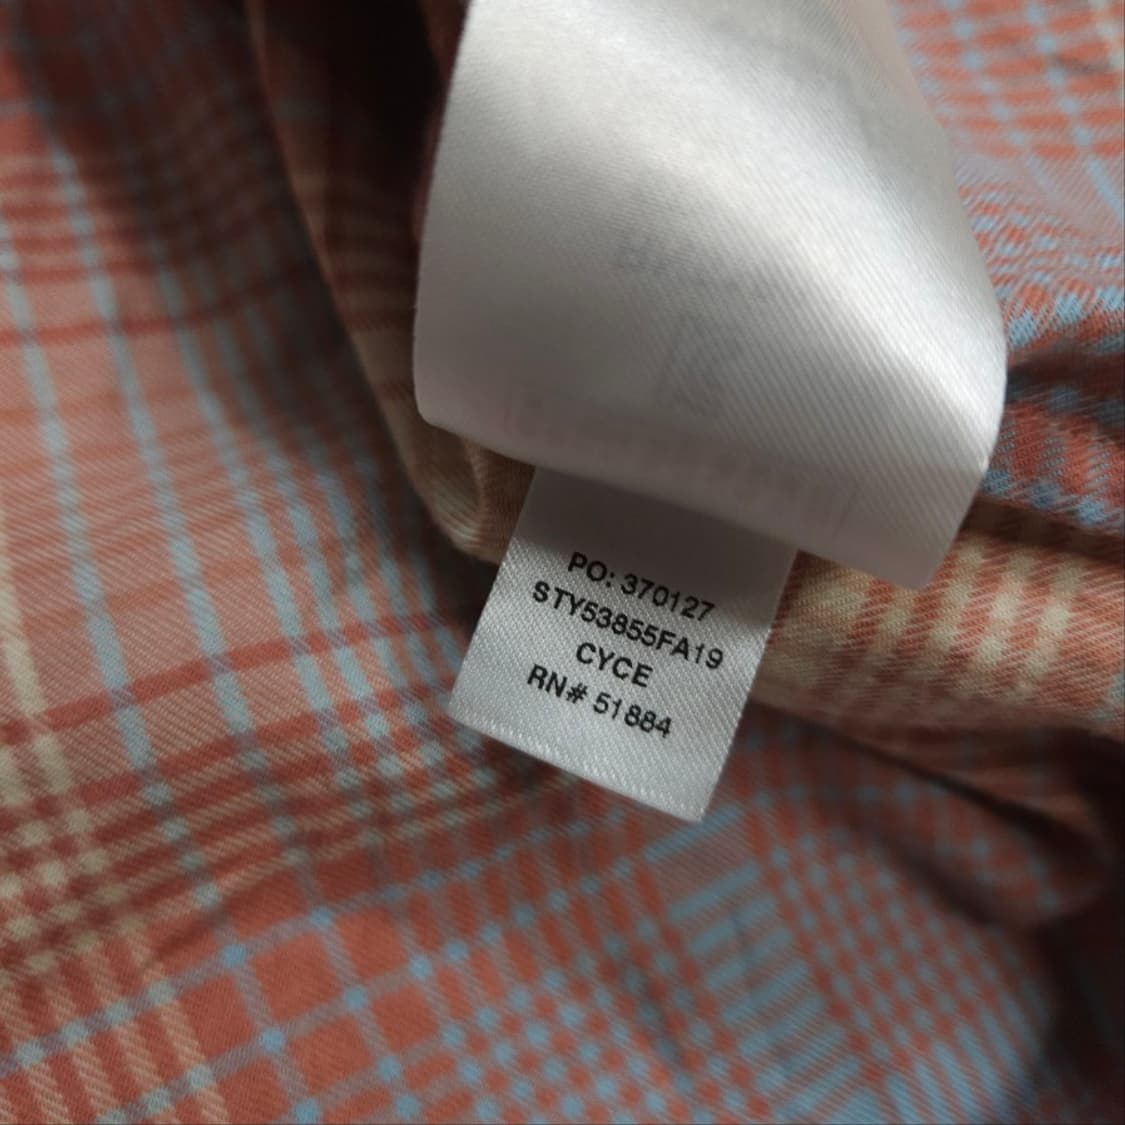 PO: 370127
STY53855FA19
CYCE
RN# 51884